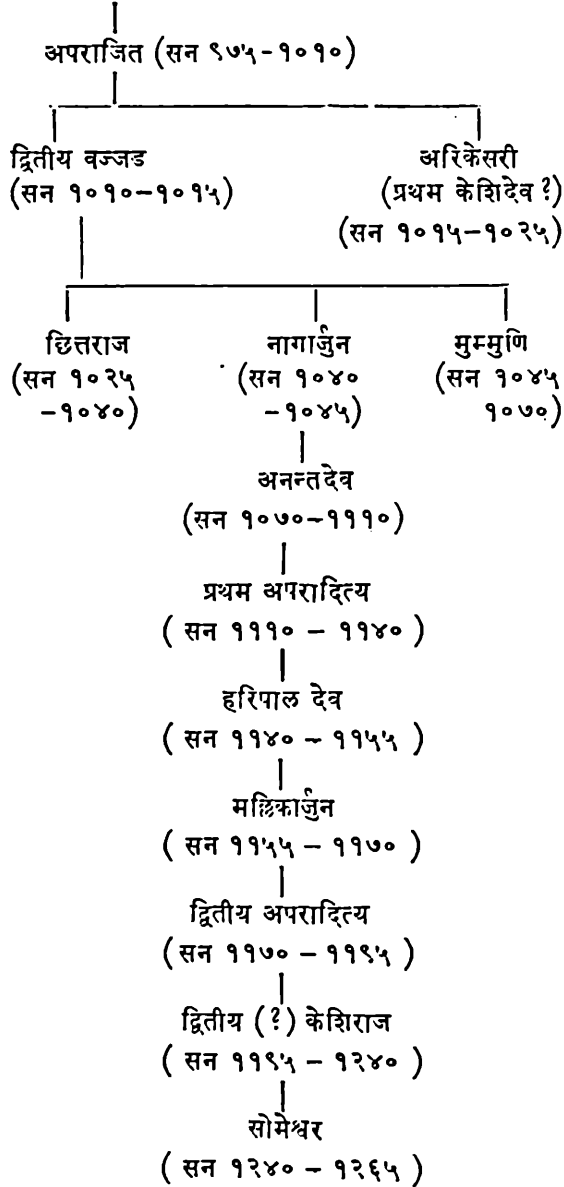 अपराजित (सन ९७५-१०१०)
द्वितीय वज्जड
(सन १०१०-१०१५)
अरिकेसरी
(प्रथम केशिदेव ?)
(सन १०१५-१०२५)
छित्तराज
(सन १०२५
-१०४०)
नागार्जुन
(सन १०४०
-१०४५)
मुम्मुणि
(सन १०४५
१०७०)
अनन्तदेव
(सन १०७०-१११०)
प्रथम अपरादित्य
( सन १११० - ११४० )
हरिपाल देव
( सन ११४० - ११५५ )
मल्लिकार्जुन
( सन ११५५ - ११७० )
द्वितीय अपरादित्य
( सन ११७० - ११९५ )
द्वितीय (?) केशिराज
( सन ११९५ - १२४० )
सोमेश्वर
( सन १२४० - १२६५ )